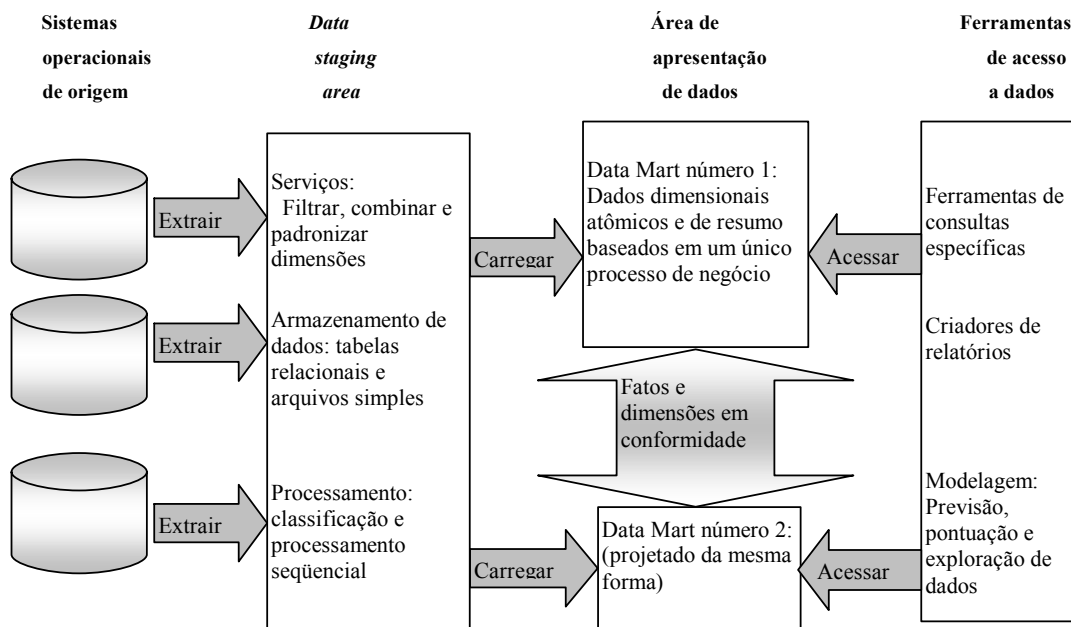 Sistemas
operacionais
de origem
Data
staging
area
Área de
apresentação
de dados
Ferramentas
de acesso
a dados
Extrair
Extrair
Extrair
Serviços:
Filtrar, combinar e
padronizar
dimensões
Armazenamento de
dados: tabelas
relacionais e
arquivos simples
Processamento:
classificação e
processamento
seqüencial
Carregar
Carregar
Data Mart número 1:
Dados dimensionais
atômicos e de resumo
baseados em um único
processo de negócio
Fatos e
dimensões em
conformidade
Data Mart número 2:
(projetado da mesma
forma)
Acessar
Acessar
Ferramentas de
consultas
específicas
Criadores de
relatórios
Modelagem:
Previsão,
pontuação e
exploração de
dados